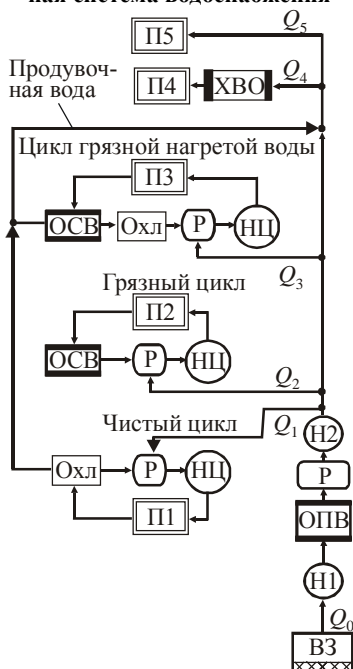 ная система водоснабжения
Q5
П5
Продувоч-
ная вода
П4
ХВО
Q4
Цикл грязной нагретой воды
П3
ОСВ
Охл
Р
НЦ
Q3
Грязный цикл
П2
ОСВ
Р
НЦ
Q2
Чистый цикл
Q1
Н2
Охл
Р
НЦ
Р
П1
ОПВ
Н1
Q0
ВЗ